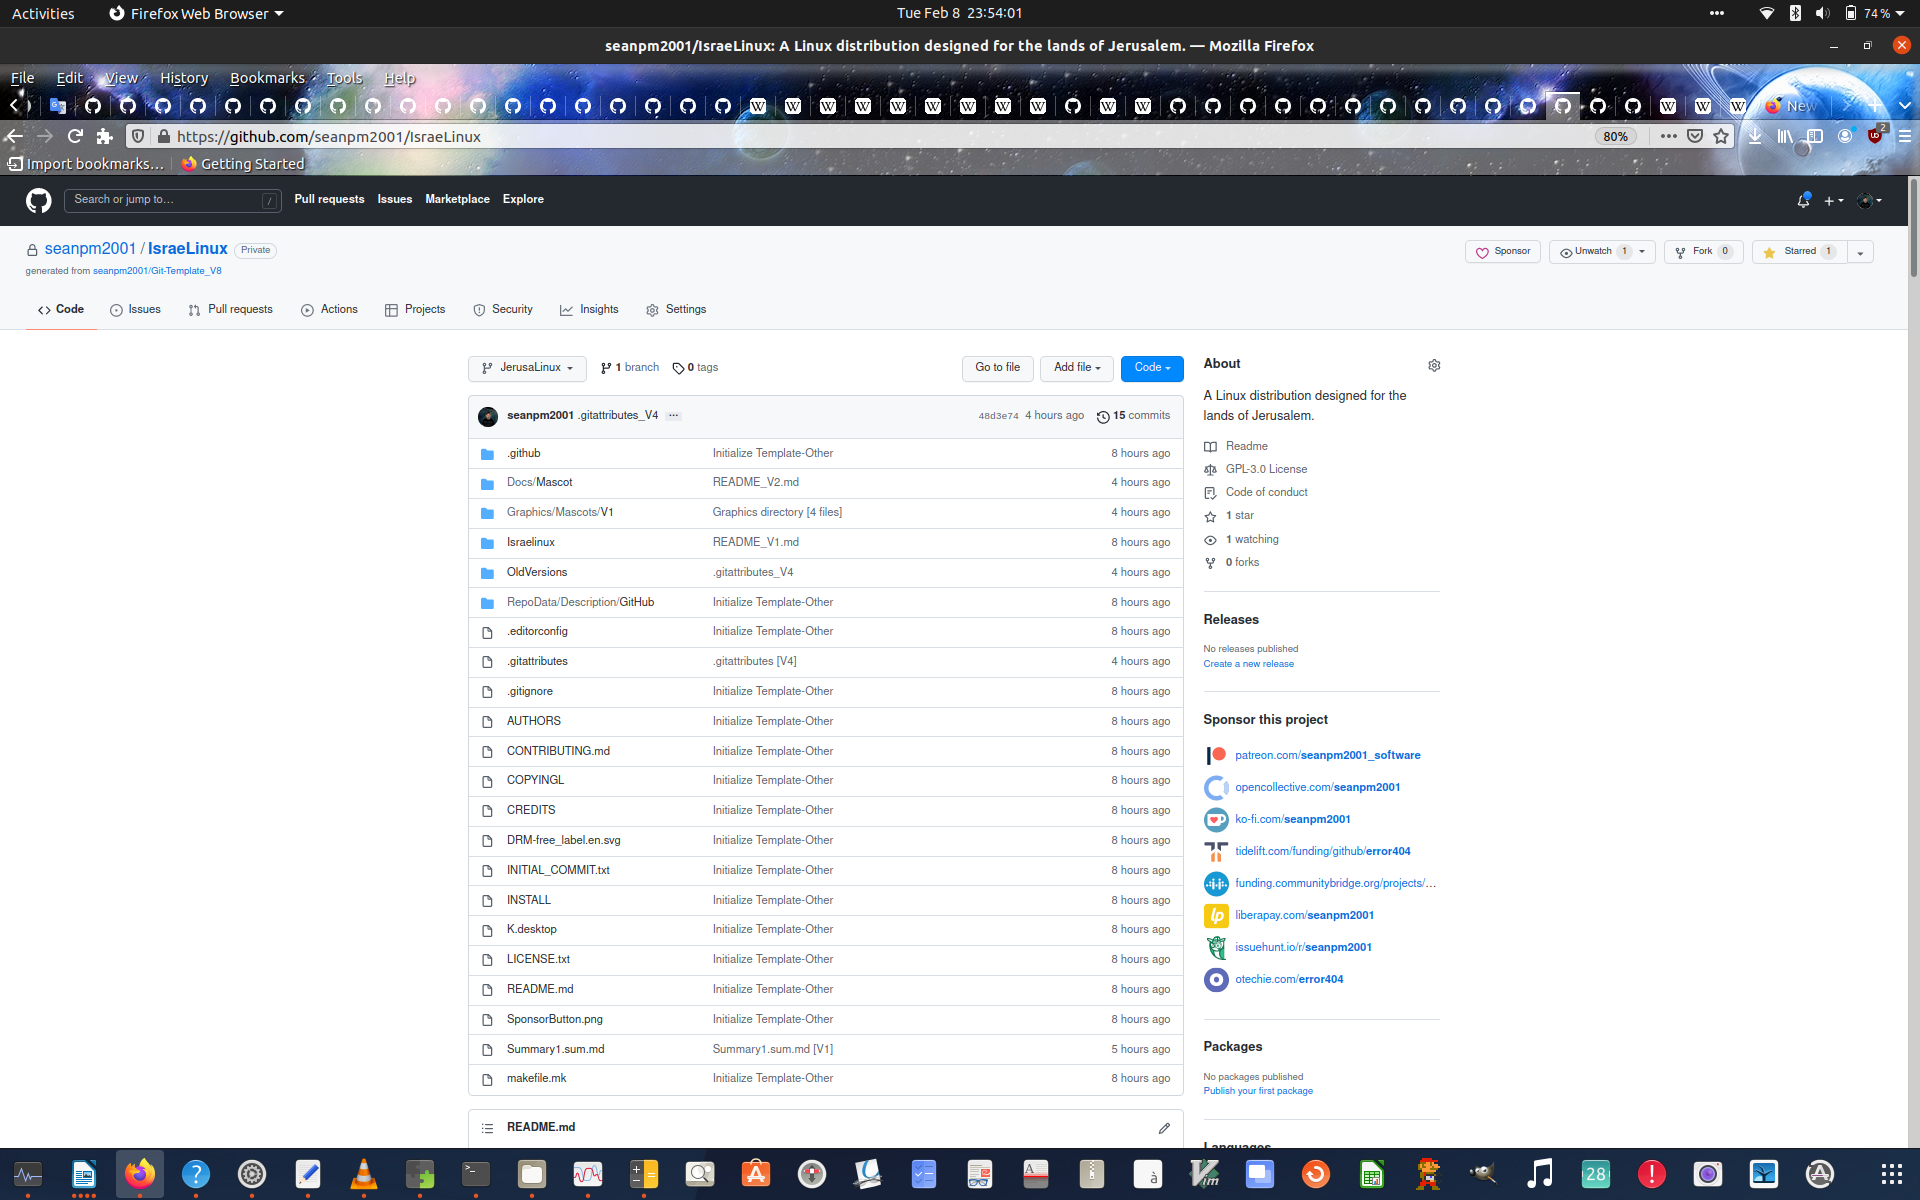 Activities Firefox Web Browser Tue Feb 8 23:54:01 74 %
seanpm2001/IsraeLinux: A Linux distribution designed for the lands of Jerusalem. — Mozilla Firefox
File Edit View History Bookmarks Tools Help
New
https://github.com/seanpm2001/IsraeLinux 80% 2
Import bookmarks… Getting Started
Search or jump to… / Pull requests Issues Marketplace Explore
seanpm2001 / IsraeLinux Private Sponsor Unwatch 1 Fork 0 Starred 1
generated from seanpm2001/Git-Template_V8
Code Issues Pull requests Actions Projects Security Insights Settings
JerusaLinux 1 branch 0 tags Go to file Add file Code
seanpm2001 .gitattributes_V4 ··· 48d3e74 4 hours ago 15 commits
.github Initialize Template-Other 8 hours ago
Docs/Mascot README_V2.md 4 hours ago
Graphics/Mascots/V1 Graphics directory [4 files] 4 hours ago
Israelinux README_V1.md 8 hours ago
OldVersions .gitattributes_V4 4 hours ago
RepoData/Description/GitHub Initialize Template-Other 8 hours ago
.editorconfig Initialize Template-Other 8 hours ago
.gitattributes .gitattributes [V4] 4 hours ago
.gitignore Initialize Template-Other 8 hours ago
AUTHORS Initialize Template-Other 8 hours ago
CONTRIBUTING.md Initialize Template-Other 8 hours ago
COPYINGL Initialize Template-Other 8 hours ago
CREDITS Initialize Template-Other 8 hours ago
DRM-free_label.en.svg Initialize Template-Other 8 hours ago
INITIAL_COMMIT.txt Initialize Template-Other 8 hours ago
INSTALL Initialize Template-Other 8 hours ago
K.desktop Initialize Template-Other 8 hours ago
LICENSE.txt Initialize Template-Other 8 hours ago
README.md Initialize Template-Other 8 hours ago
SponsorButton.png Initialize Template-Other 8 hours ago
Summary1.sum.md Summary1.sum.md [V1] 5 hours ago
makefile.mk Initialize Template-Other 8 hours ago
README.md
About
A Linux distribution designed for the
lands of Jerusalem.
Readme
GPL-3.0 License
Code of conduct
1 star
1 watching
0 forks
Releases
No releases published
Create a new release
Sponsor this project
patreon.com/seanpm2001_software
opencollective.com/seanpm2001
ko-fi.com/seanpm2001
tidelift.com/funding/github/error404
funding.communitybridge.org/projects/…
liberapay.com/seanpm2001
issuehunt.io/r/seanpm2001
otechie.com/error404
Packages
No packages published
Publish your first package
Languages
28